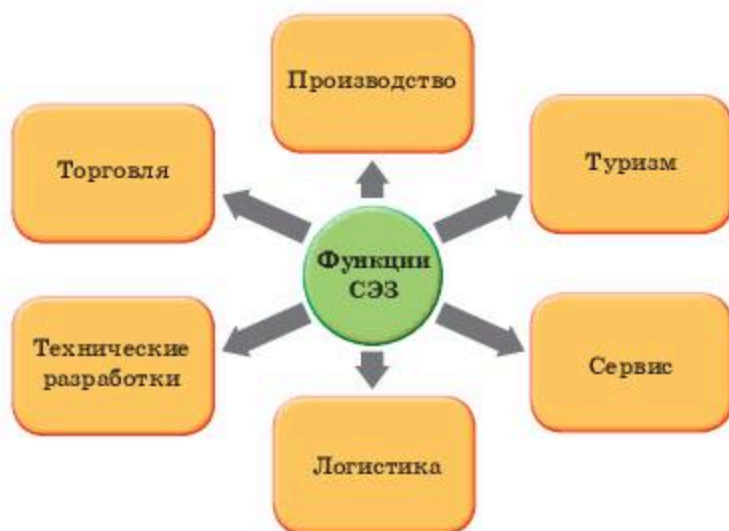 Производство
Торговля
Туризм
Функции
СЭЗ
Технические
разработки
Сервис
Логистика